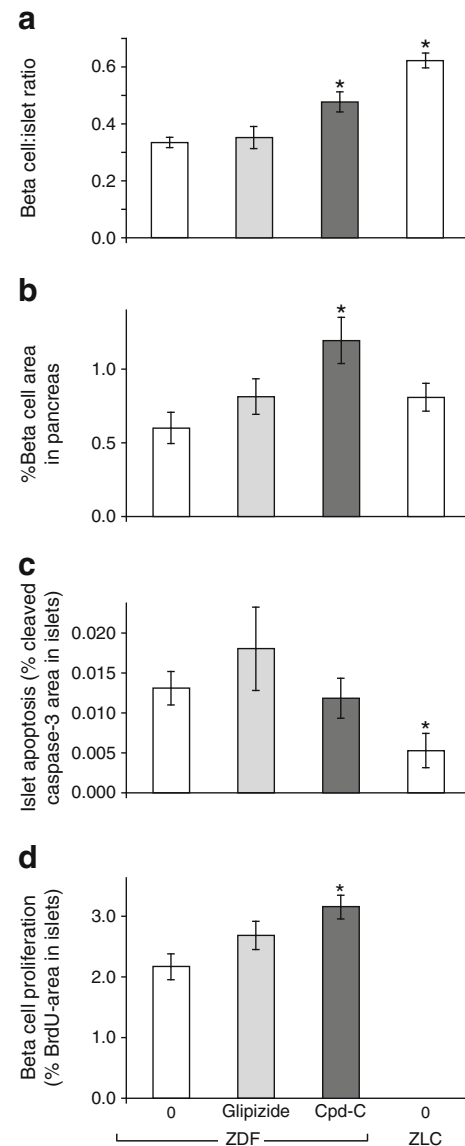 a
Beta cell:islet ratio
0.6
0.4
0.2
0.0
*
*
b
%Beta cell area
in pancreas
1.0
0.5
0.0
*
c
Islet apoptosis (% cleaved
caspase-3 area in islets)
0.020
0.015
0.010
0.005
0.000
*
d
Beta cell proliferation
(% BrdU-area in islets)
3.0
2.0
1.0
0.0
*
0 Glipizide Cpd-C 0
ZDF ZLC